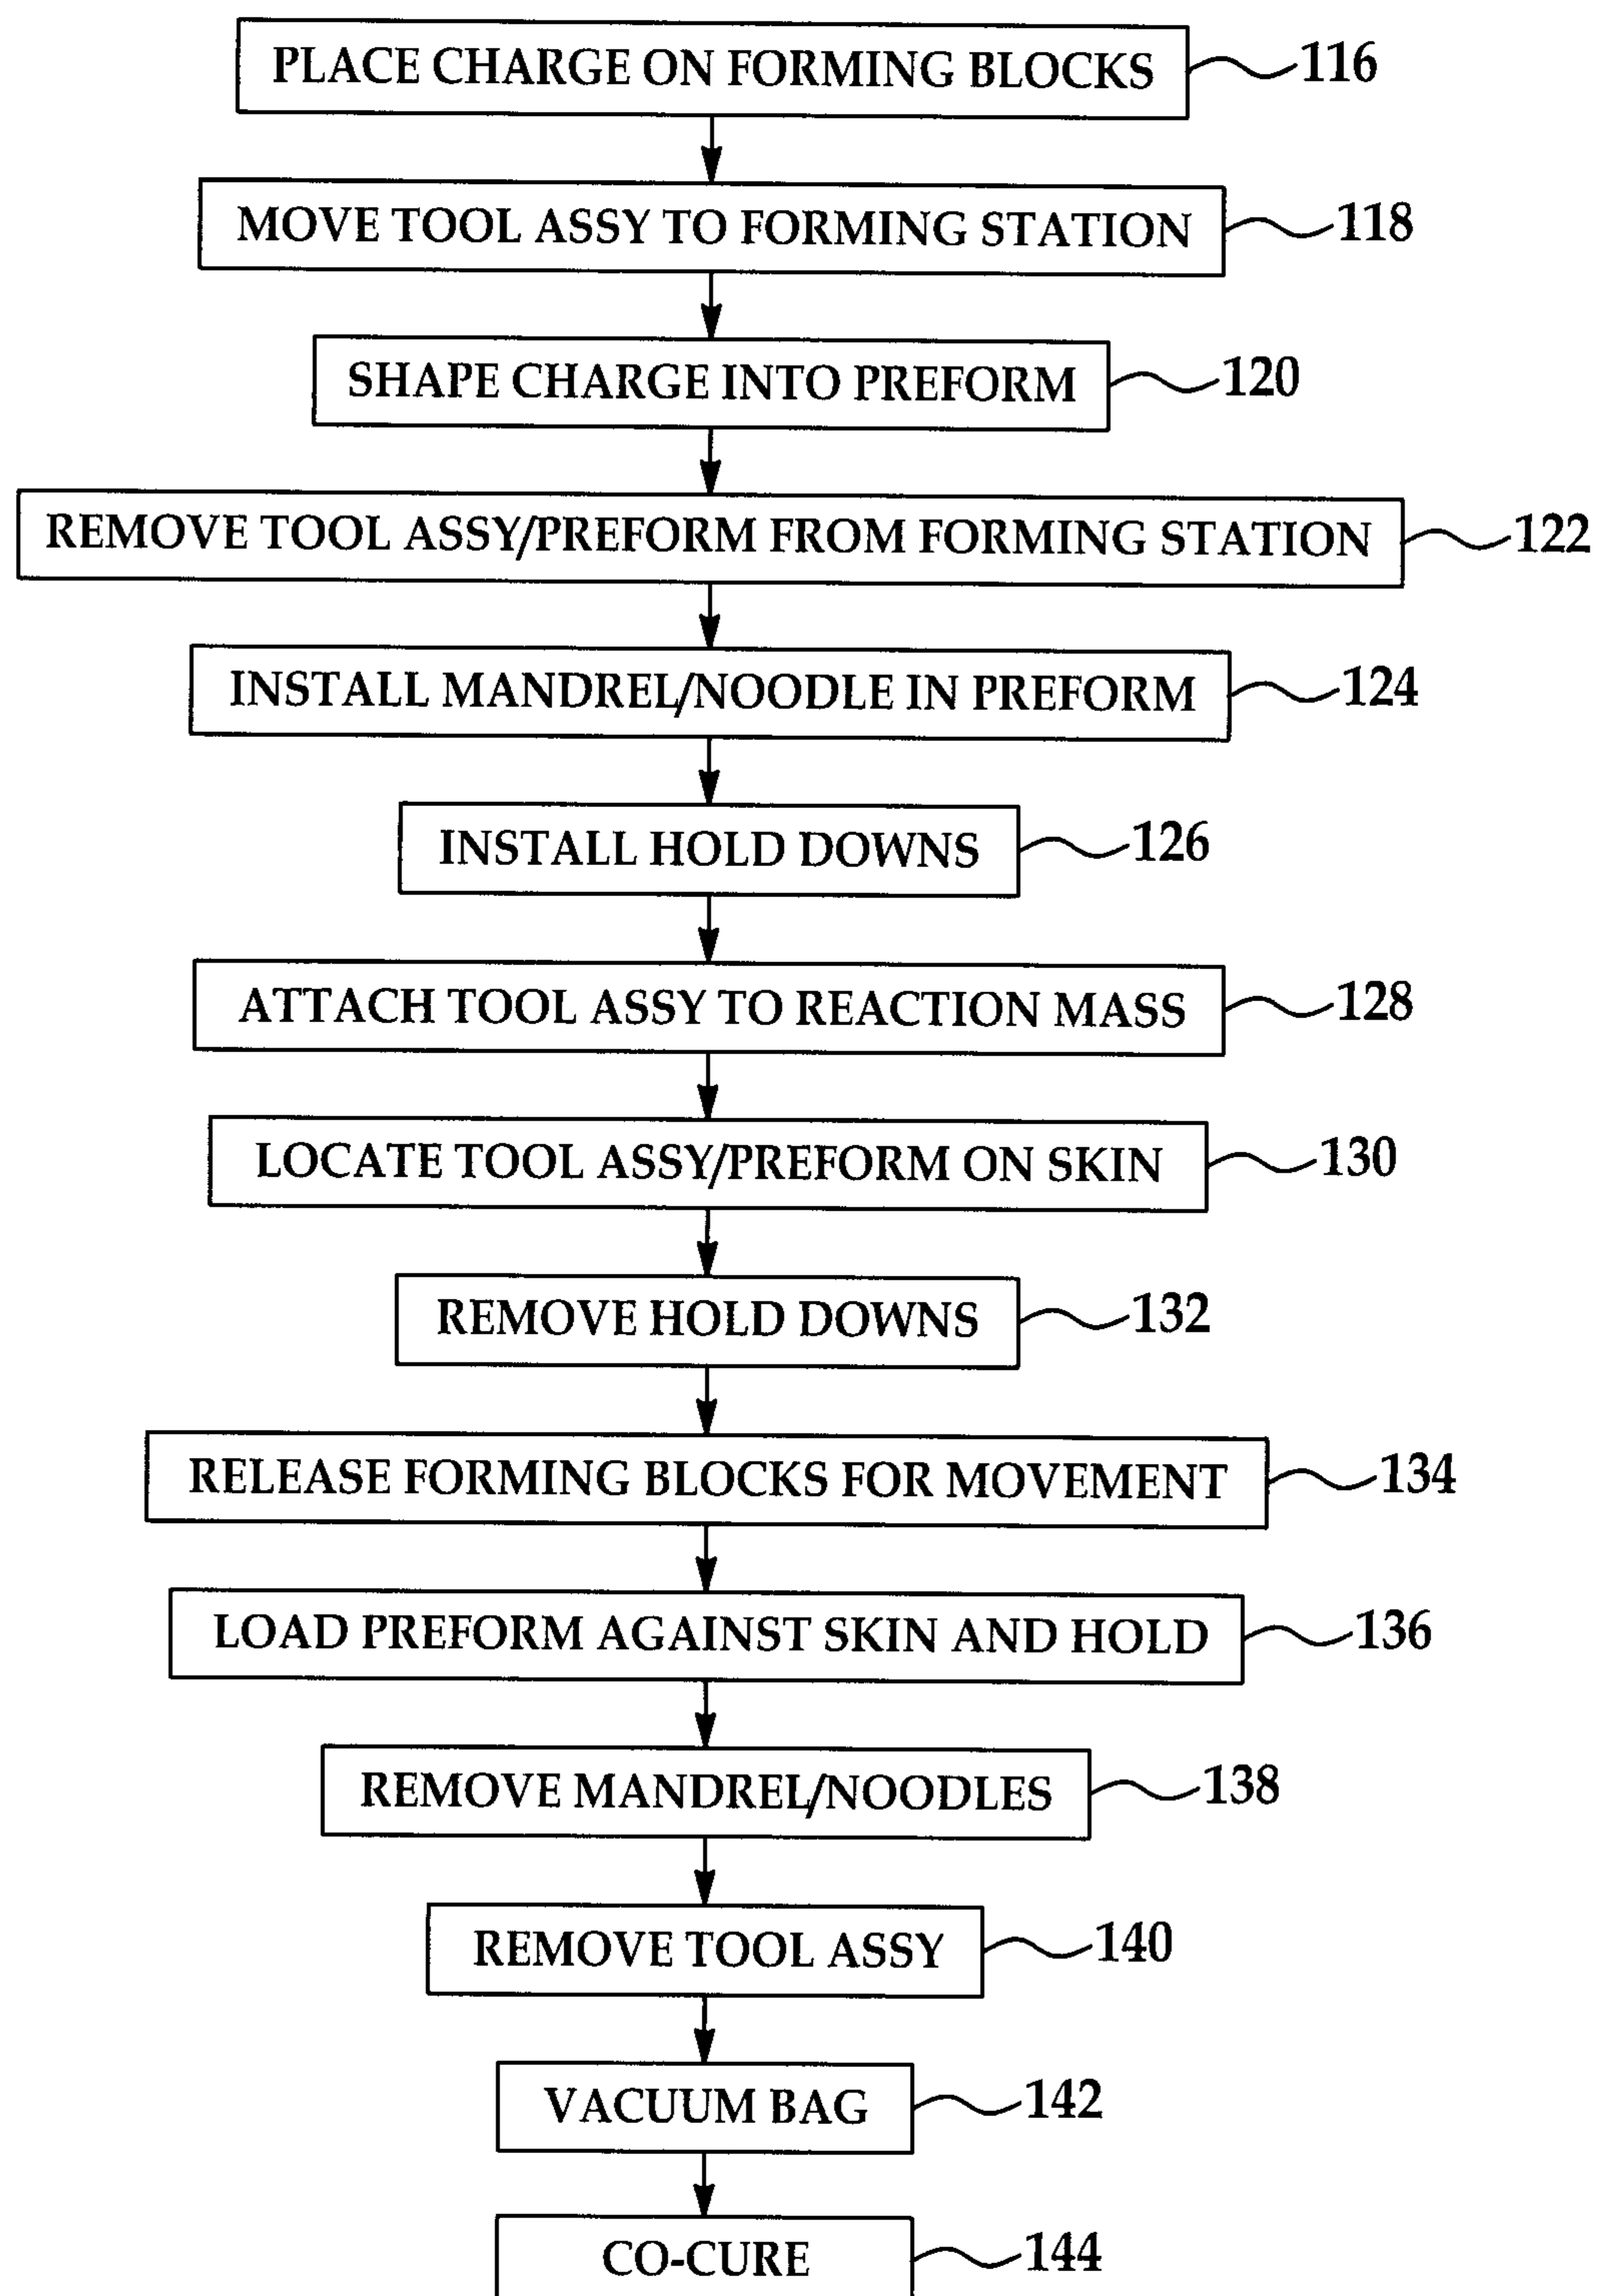 PLACE CHARGE ON FORMING BLOCKS 116
MOVE TOOL ASSY TO FORMING STATION 118
SHAPE CHARGE INTO PREFORM 120
REMOVE TOOL ASSY/PREFORM FROM FORMING STATION 122
INSTALL MANDREL/NOODLE IN PREFORM 124
INSTALL HOLD DOWNS 126
ATTACH TOOL ASSY TO REACTION MASS 128
LOCATE TOOL ASSY/PREFORM ON SKIN 130
REMOVE HOLD DOWNS 132
RELEASE FORMING BLOCKS FOR MOVEMENT 134
LOAD PREFORM AGAINST SKIN AND HOLD 136
REMOVE MANDREL/NOODLES 138
REMOVE TOOL ASSY 140
VACUUM BAG 142
CO-CURE 144